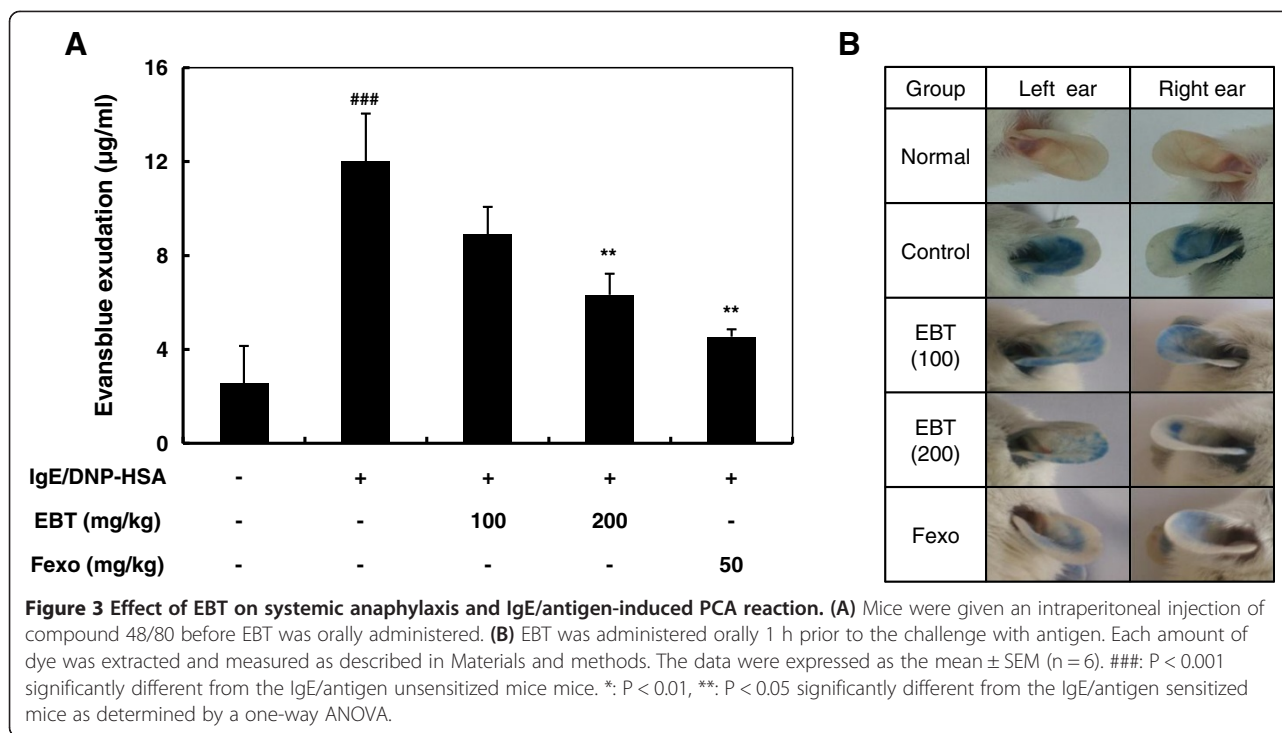 A
16
12
8
4
0
Evansblue exudation (µg/ml)
###
**
**
IgE/DNP-HSA - + + + +
EBT (mg/kg) - - 100 200 -
Fexo (mg/kg) - - - - 50
B
Group Left ear Right ear
Normal
Control
EBT
(100)
EBT
(200)
Fexo
Figure 3 Effect of EBT on systemic anaphylaxis and IgE/antigen-induced PCA reaction. (A) Mice were given an intraperitoneal injection of
compound 48/80 before EBT was orally administered. (B) EBT was administered orally 1 h prior to the challenge with antigen. Each amount of
dye was extracted and measured as described in Materials and methods. The data were expressed as the mean ± SEM (n = 6). ###: P < 0.001
significantly different from the IgE/antigen unsensitized mice mice. *: P < 0.01, **: P < 0.05 significantly different from the IgE/antigen sensitized
mice as determined by a one-way ANOVA.